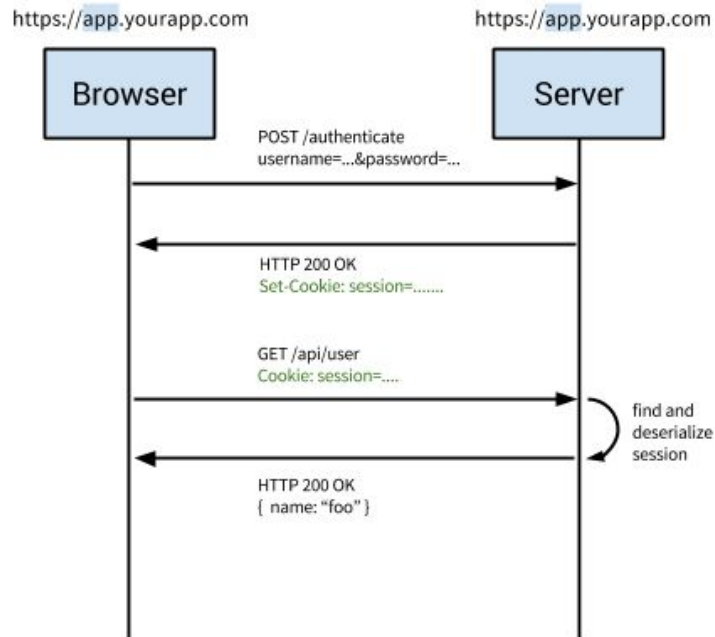 https://app.yourapp.com
https://app.yourapp.com
Browser
Server
POST /authenticate
username=...&password=...
HTTP 200 OK
Set-Cookie: session=.......
GET /api/user
Cookie: session=....
find and
deserialize
session
HTTP 200 OK
{ name: “foo” }